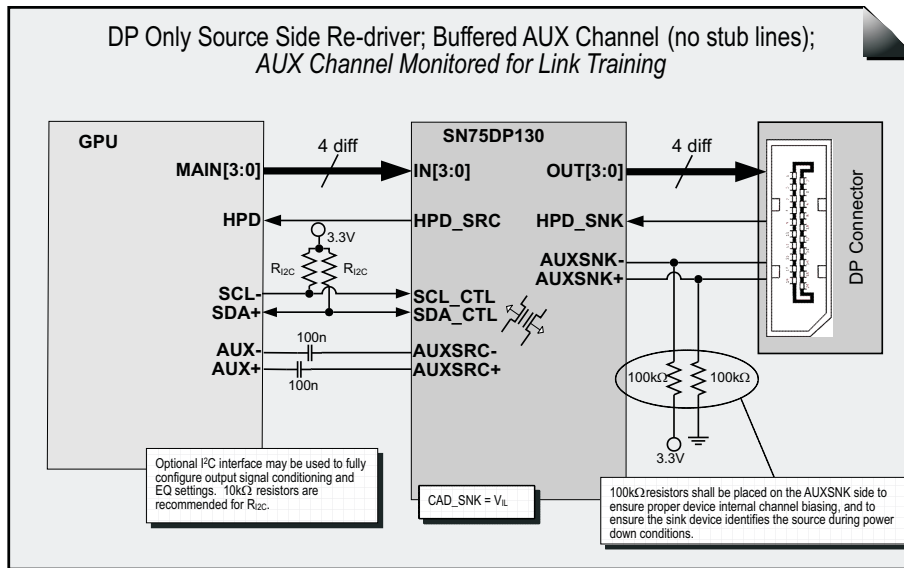 DP Only Source Side Re-driver; Buffered AUX Channel (no stub lines);
AUX Channel Monitored for Link Training
GPU
SN75DP130
4 diff
4 diff
MAIN[3:0]
IN[3:0]
OUT[3:0]
HPD
HPD_SRC
HPD_SNK
3.3V
RI2C
RI2C
AUXSNK-
AUXSNK+
DP Connector
SCL-
SCL_CTL
SDA+
SDA_CTL
100n
AUX-
AUXSRC-
AUX+
AUXSRC+
100n
100kΩ
100kΩ
3.3V
Optional I²C interface may be used to fully
configure output signal conditioning and
EQ settings. 10kΩ resistors are
recommended for RI2C.
CAD_SNK = VIL
100kΩ resistors shall be placed on the AUXSNK side to
ensure proper device internal channel biasing, and to
ensure the sink device identifies the source during power
down conditions.